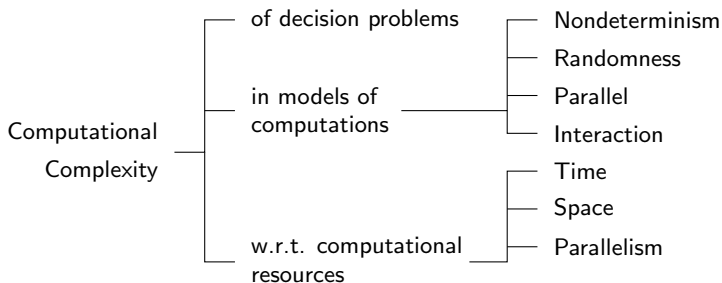 Computational
Complexity
of decision problems
in models of
computations
Nondeterminism
Randomness
Parallel
Interaction
w.r.t. computational
resources
Time
Space
Parallelism